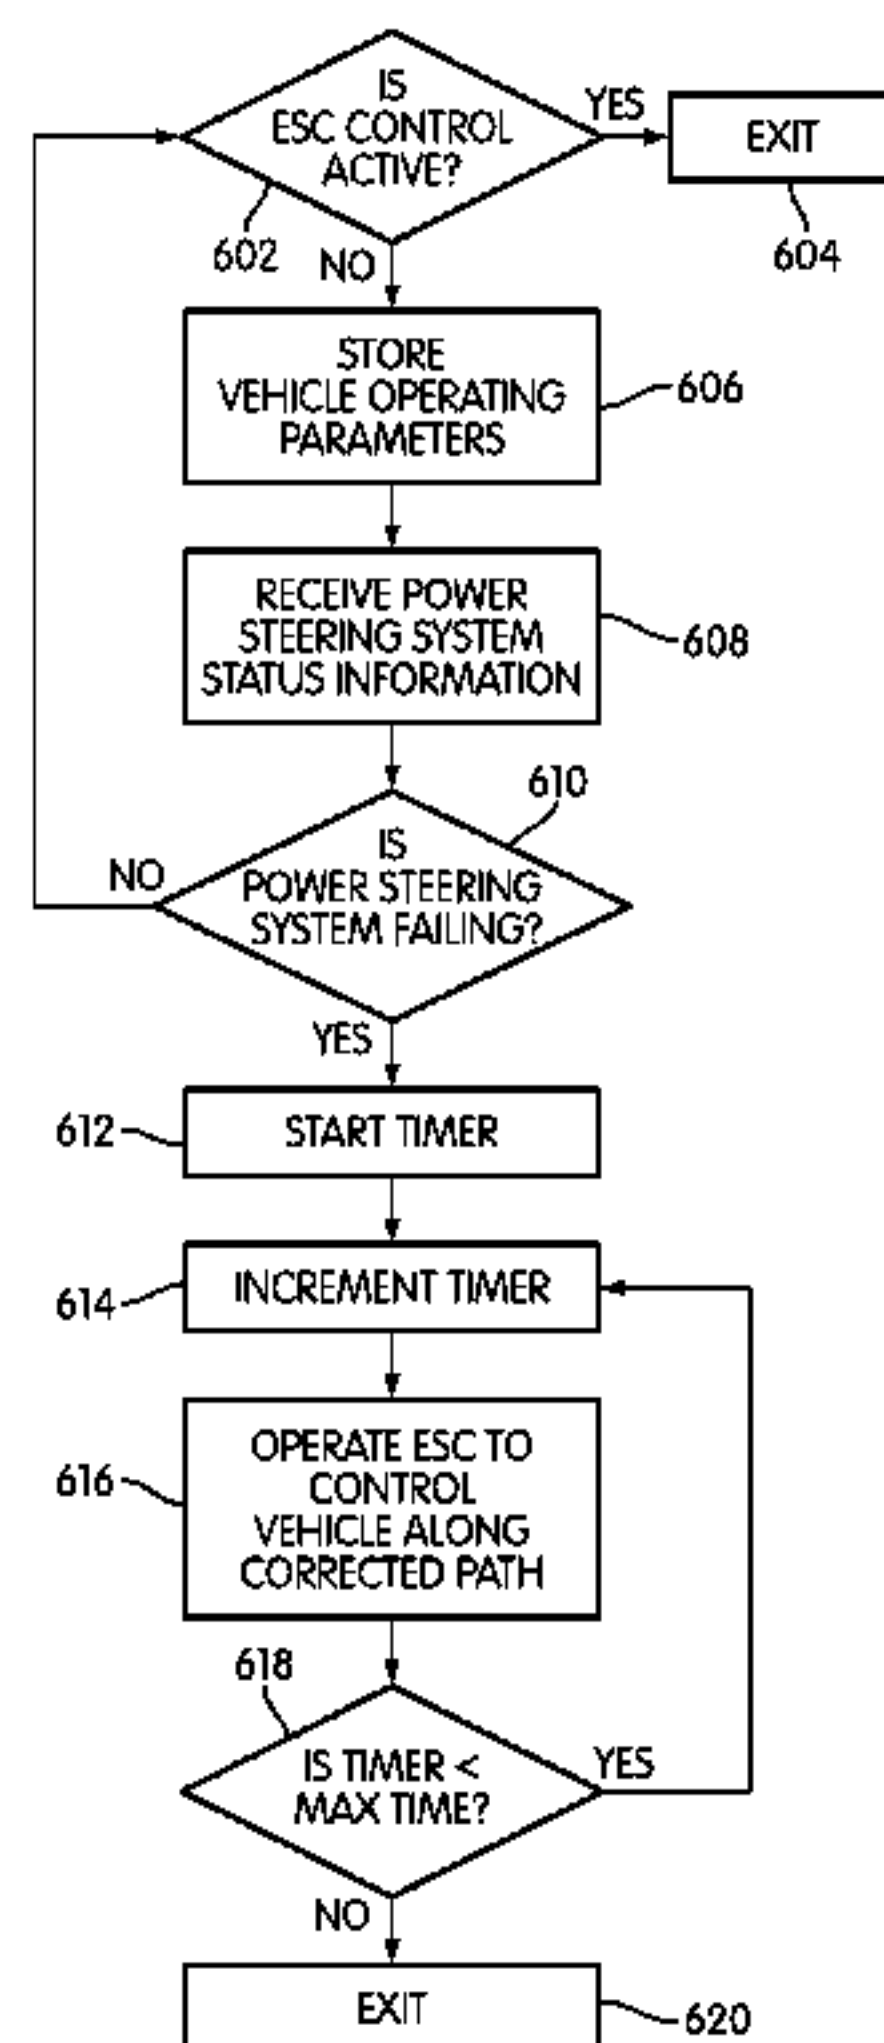 IS
ESC CONTROL
ACTIVE?
YES
EXIT
602
604
NO
STORE
VEHICLE OPERATING
PARAMETERS
606
RECEIVE POWER
STEERING SYSTEM
STATUS INFORMATION
608
610
IS
POWER STEERING
SYSTEM FAILING?
NO
YES
612
START TIMER
614
INCREMENT TIMER
616
OPERATE ESC TO
CONTROL
VEHICLE ALONG
CORRECTED PATH
618
IS TIMER <
MAX TIME?
YES
NO
EXIT
620